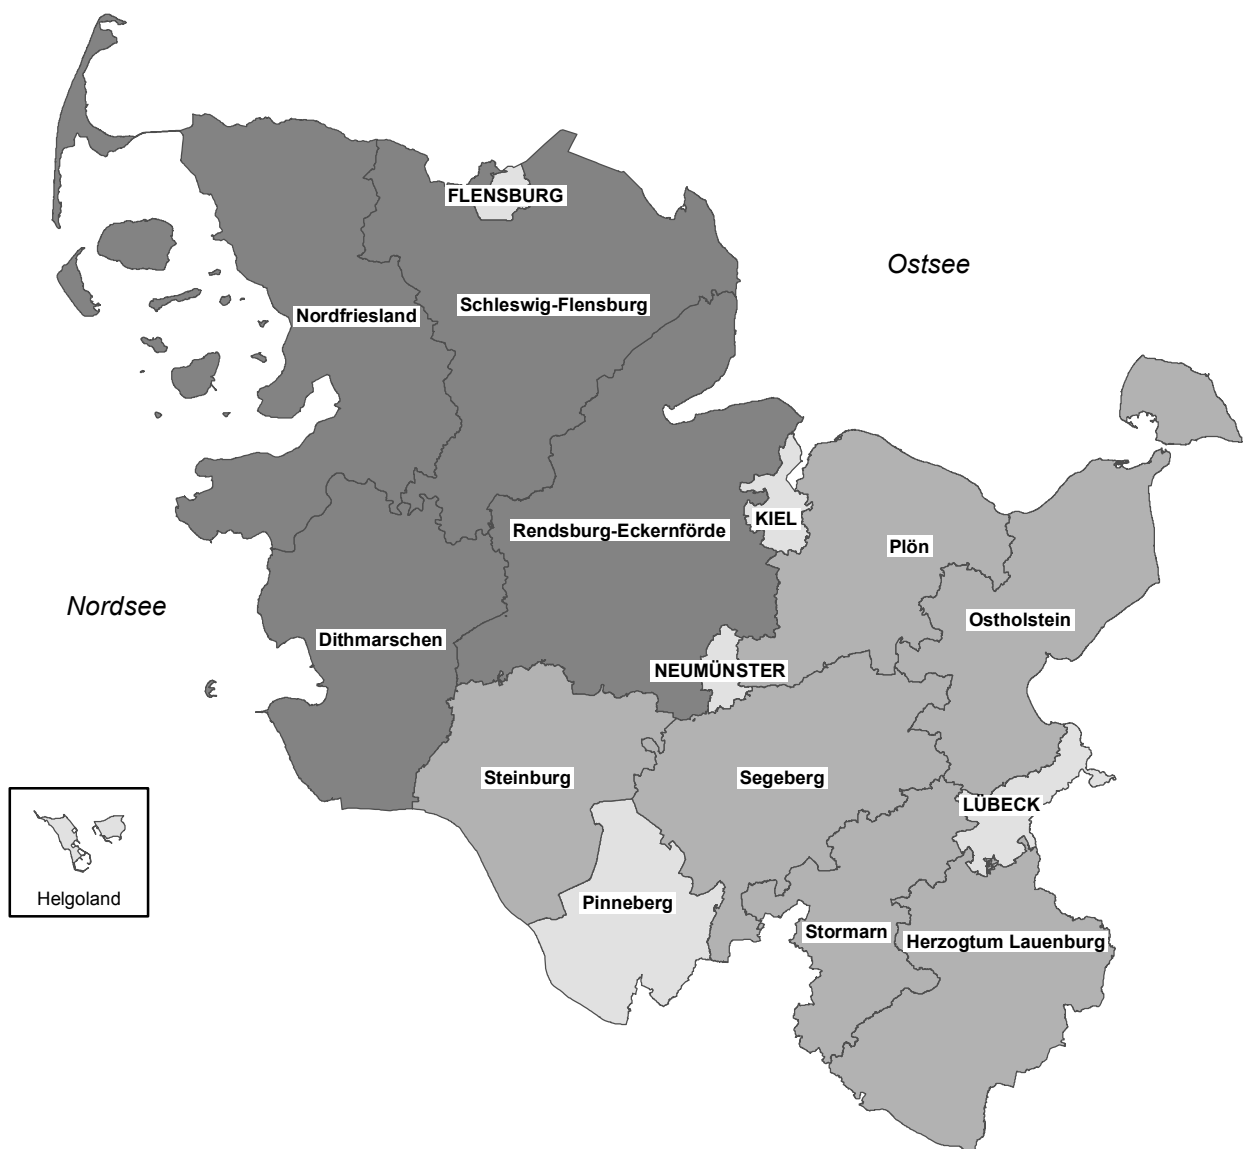 FLENSBURG
Ostsee
Schleswig-Flensburg
Nordfriesland
KIEL
Rendsburg-Eckernförde
Plön
Nordsee
Ostholstein
Dithmarschen
NEUMÜNSTER
Steinburg
Segeberg
LÜBECK
Helgoland
Pinneberg
Stormarn
Herzogtum Lauenburg